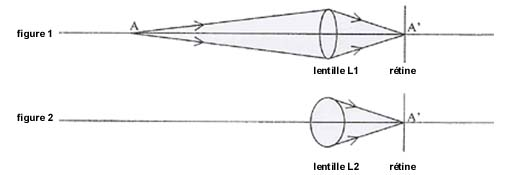 A A'
figure 1
lentille L1 rétine
figure 2 A'
lentille L2 rétine